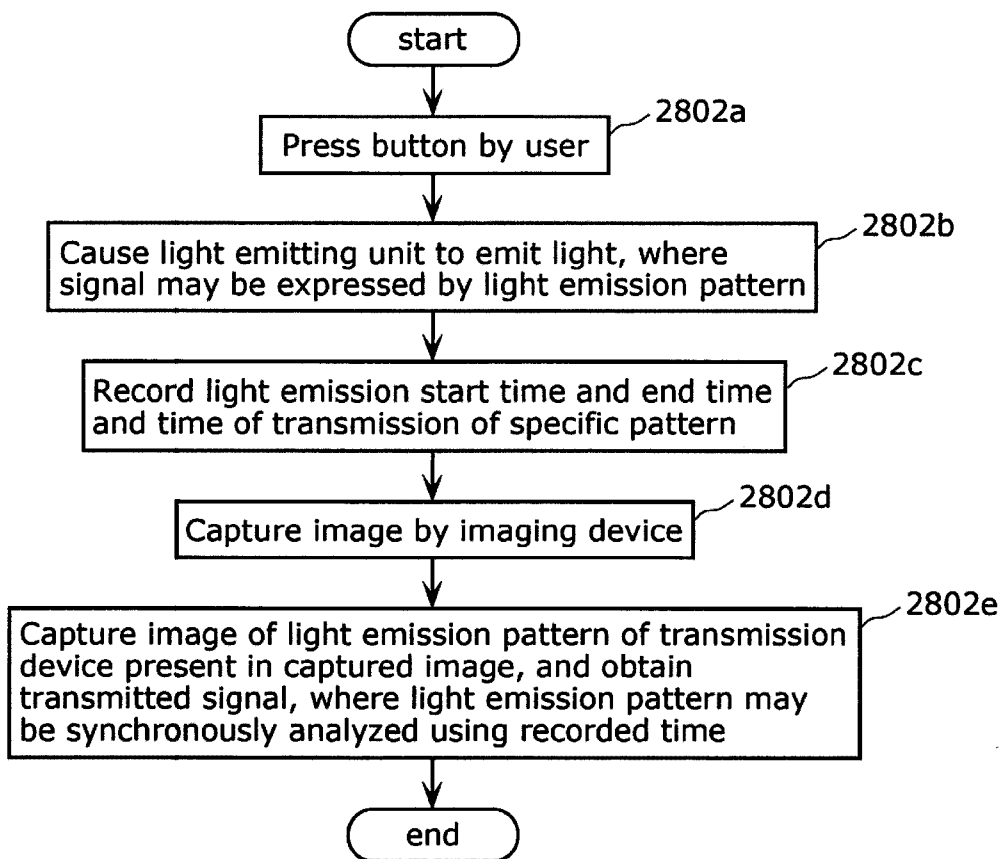 start
2802a
Press button by user
2802b
Cause light emitting unit to emit light, where
signal may be expressed by light emission pattern
2802c
Record light emission start time and end time
and time of transmission of specific pattern
2802d
Capture image by imaging device
2802e
Capture image of light emission pattern of transmission
device present in captured image, and obtain
transmitted signal, where light emission pattern may
be synchronously analyzed using recorded time
end